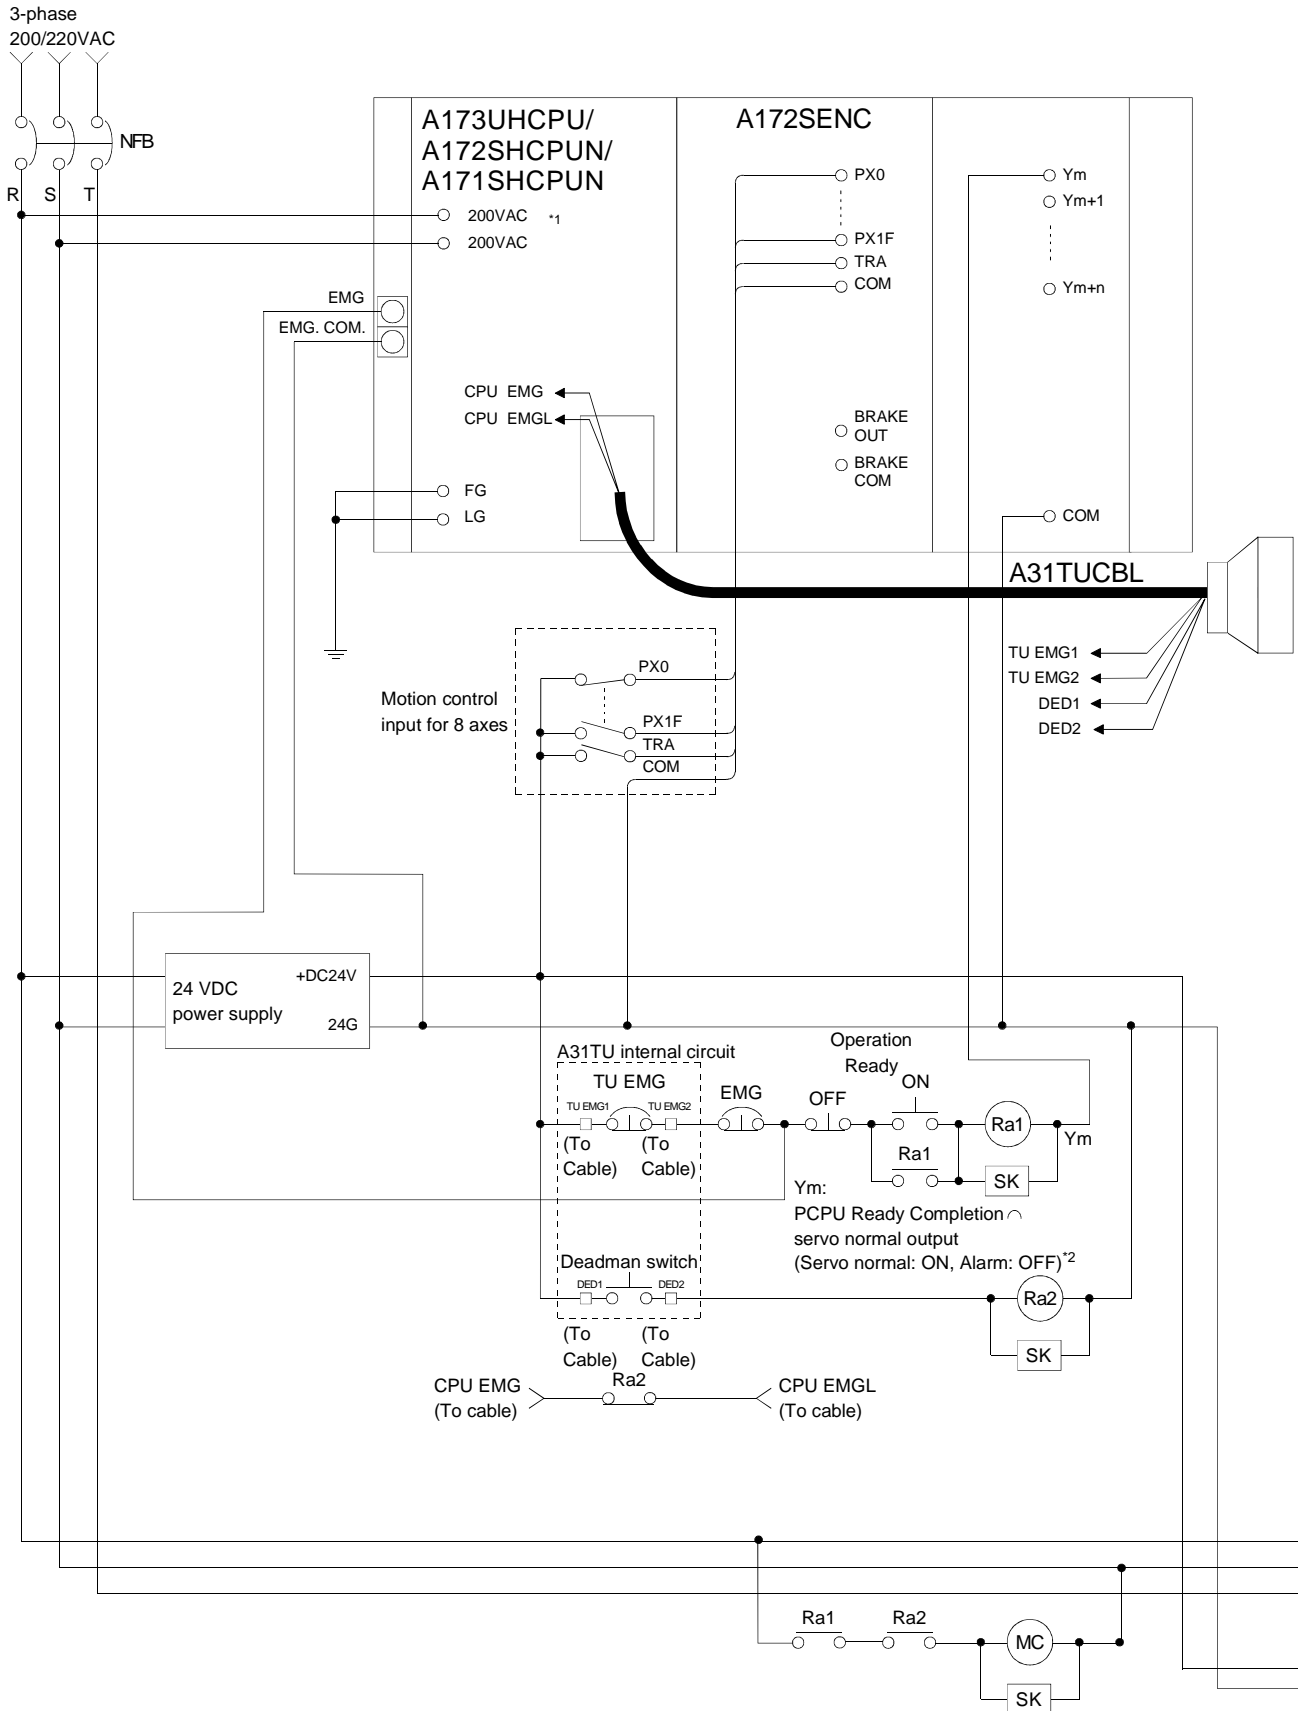 3-phase
200/220VAC
NFB
R S T
A173UHCPU/
A172SHCPUN/
A171SHCPUN
200VAC *1
200VAC
EMG
EMG. COM.
CPU EMG
CPU EMGL
FG
LG
A172SENC
PX0
PX1F
TRA
COM
BRAKE
OUT
BRAKE
COM
Ym
Ym+1
Ym+n
COM
A31TUCBL
TU EMG1
TU EMG2
DED1
DED2
Motion control
input for 8 axes
PX0
PX1F
TRA
COM
24 VDC
power supply
+DC24V
24G
A31TU internal circuit
TU EMG
TU EMG1 TU EMG2
(To
Cable)
(To
Cable)
EMG
OFF
Operation
Ready
ON
Ra1
Ra1
SK
Ym
Ym:
PCPU Ready Completion ∩
servo normal output
(Servo normal: ON, Alarm: OFF)*2
Deadman switch
DED1 DED2
(To
Cable)
(To
Cable)
Ra2
SK
CPU EMG
(To cable)
Ra2
CPU EMGL
(To cable)
Ra1
Ra2
MC
SK